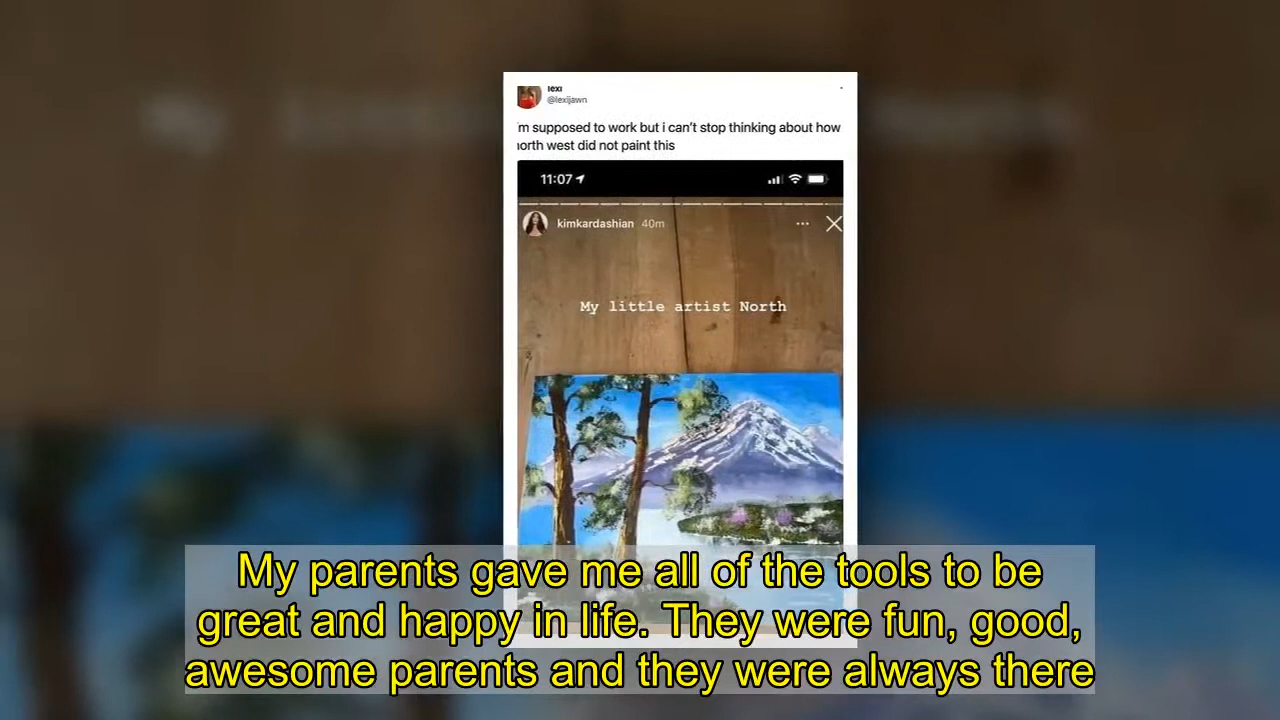 lexi
@lexijawn
'm supposed to work but i can't stop thinking about how
north west did not paint this
11:07
kimkardashian 40m
My little artist North
My parents gave me all of the tools to be
great and happy in life. They were fun, good,
awesome parents and they were always there